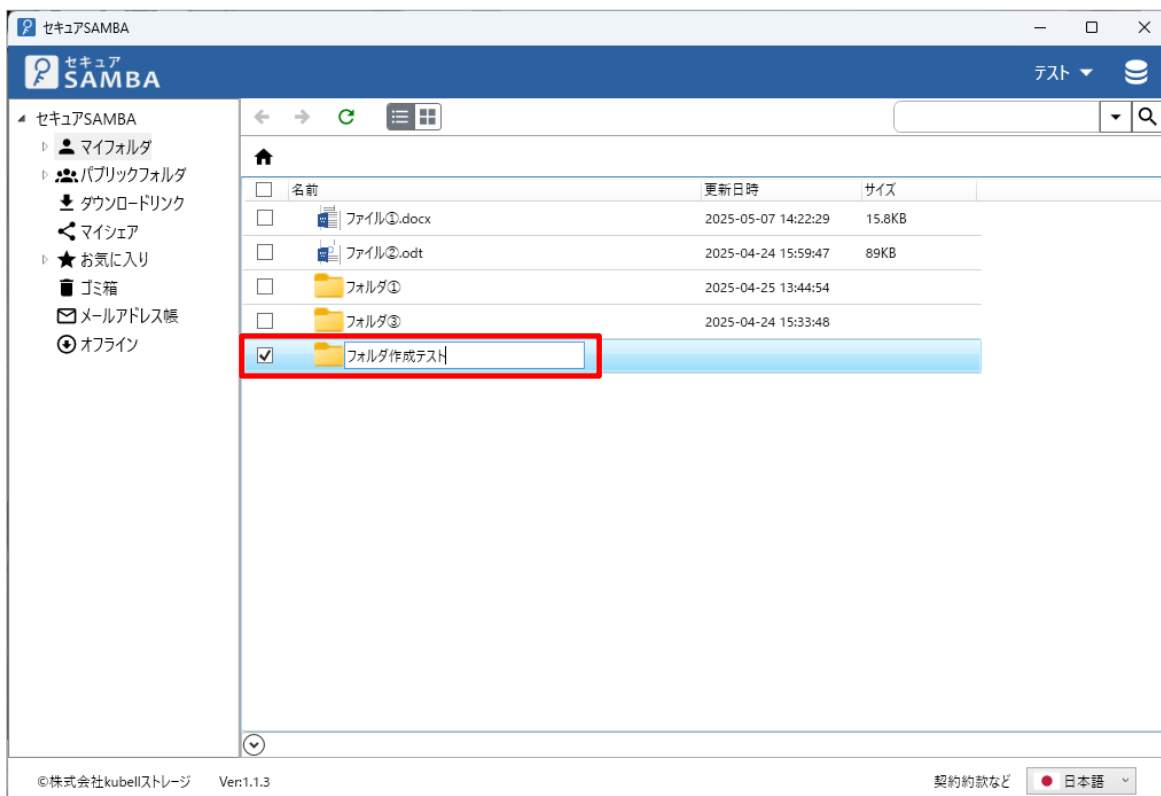 セキュアSAMBA
セキュア
SAMBA
テスト
セキュアSAMBA
マイフォルダ
パブリックフォルダ
ダウンロードリンク
マイシェア
お気に入り
ゴミ箱
メールアドレス帳
オフライン
名前 更新日時 サイズ
ファイル①.docx 2025-05-07 14:22:29 15.8KB
ファイル②.odt 2025-04-24 15:59:47 89KB
フォルダ① 2025-04-25 13:44:54
フォルダ③ 2025-04-24 15:33:48
フォルダ作成テスト
©株式会社kubellストレージ Ver:1.1.3 契約約款など 日本語